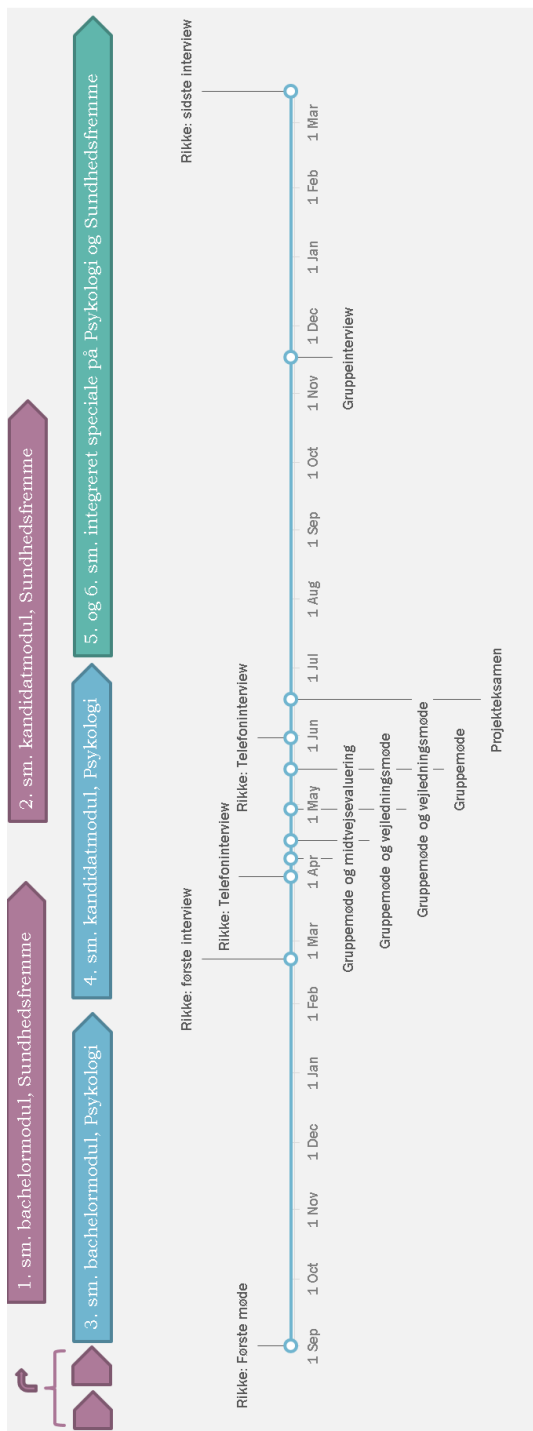 1. sm. bachelormodul, Sundhedsfremme
2. sm. kandidatmodul, Sundhedsfremme
3. sm. bachelormodul, Psykologi
4. sm. kandidatmodul, Psykologi
5. og 6. sm. integreret speciale på Psykologi og Sundhedsfremme
Rikke: første interview
Rikke: sidste interview
Rikke: Telefoninterview
Rikke: Første møde
Rikke: Telefoninterview
1 Sep
1 Oct
1 Nov
1 Dec
1 Jan
1 Feb
1 Mar
1 Apr
1 May
1 Jun
1 Jul
1 Aug
1 Sep
1 Oct
1 Nov
1 Dec
1 Jan
1 Feb
1 Mar
Gruppemøde og midtvejsevaluering
Gruppeinterview
Gruppemøde og vejledningsmøde
Gruppemøde og vejledningsmøde
Gruppemøde
Projekteksamen